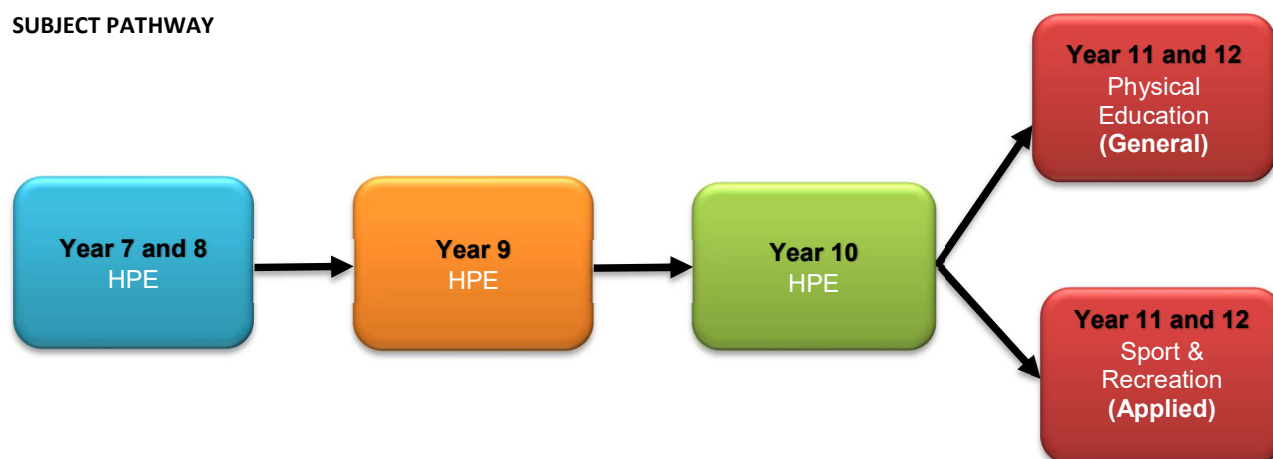 SUBJECT PATHWAY
Year 7 and 8
HPE
Year 9
HPE
Year 10
HPE
Year 11 and 12
Physical
Education
(General)
Year 11 and 12
Sport &
Recreation
(Applied)